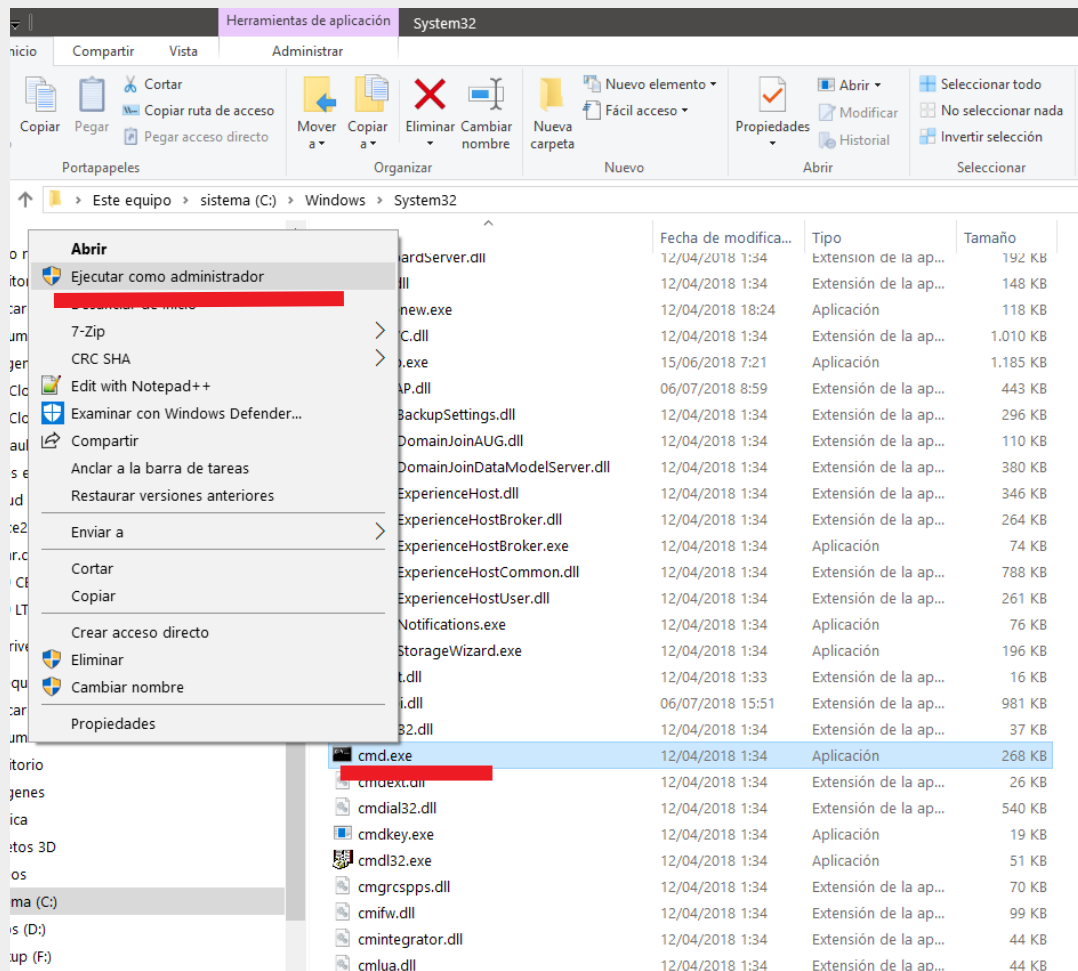 Herramientas de aplicación System32
Compartir Vista Administrar
Cortar
Copiar ruta de acceso
Pegar acceso directo
Copiar Pegar
Portapapeles
Mover a Copiar a Eliminar Cambiar nombre
Organizar
Nueva carpeta
Nuevo elemento
Fácil acceso
Nuevo
Propiedades
Abrir
Modificar
Historial
Abrir
Seleccionar todo
No seleccionar nada
Invertir selección
Seleccionar
Este equipo > sistema (C:) > Windows > System32
Abrir
Ejecutar como administrador
7-Zip
CRC SHA
Edit with Notepad++
Examinar con Windows Defender...
Compartir
Anclar a la barra de tareas
Restaurar versiones anteriores
Enviar a
Cortar
Copiar
Crear acceso directo
Eliminar
Cambiar nombre
Propiedades
Fecha de modifica... Tipo Tamaño
ardServer.dll 12/04/2018 1:34 Extensión de la ap... 192 KB
12/04/2018 1:34 Extensión de la ap... 148 KB
new.exe 12/04/2018 18:24 Aplicación 118 KB
C.dll 12/04/2018 1:34 Extensión de la ap... 1.010 KB
.exe 15/06/2018 7:21 Aplicación 1.185 KB
AP.dll 06/07/2018 8:59 Extensión de la ap... 443 KB
BackupSettings.dll 12/04/2018 1:34 Extensión de la ap... 296 KB
DomainJoinAUG.dll 12/04/2018 1:34 Extensión de la ap... 110 KB
DomainJoinDataModelServer.dll 12/04/2018 1:34 Extensión de la ap... 380 KB
ExperienceHost.dll 12/04/2018 1:34 Extensión de la ap... 346 KB
ExperienceHostBroker.dll 12/04/2018 1:34 Extensión de la ap... 264 KB
ExperienceHostBroker.exe 12/04/2018 1:34 Aplicación 74 KB
ExperienceHostCommon.dll 12/04/2018 1:34 Extensión de la ap... 788 KB
ExperienceHostUser.dll 12/04/2018 1:34 Extensión de la ap... 261 KB
Notifications.exe 12/04/2018 1:34 Aplicación 76 KB
StorageWizard.exe 12/04/2018 1:34 Aplicación 196 KB
t.dll 12/04/2018 1:33 Extensión de la ap... 16 KB
i.dll 06/07/2018 15:51 Extensión de la ap... 981 KB
32.dll 12/04/2018 1:34 Extensión de la ap... 37 KB
cmd.exe 12/04/2018 1:34 Aplicación 268 KB
cmdext.dll 12/04/2018 1:34 Extensión de la ap... 26 KB
cmdial32.dll 12/04/2018 1:34 Extensión de la ap... 540 KB
cmdkey.exe 12/04/2018 1:34 Aplicación 19 KB
cmdl32.exe 12/04/2018 1:34 Aplicación 51 KB
cmgrcspps.dll 12/04/2018 1:34 Extensión de la ap... 70 KB
cmifw.dll 12/04/2018 1:34 Extensión de la ap... 99 KB
cmintegrator.dll 12/04/2018 1:34 Extensión de la ap... 44 KB
cmlua.dll 12/04/2018 1:34 Extensión de la ap... 44 KB
itorio
genes
ica
etos 3D
os
ma (C:)
s (D:)
up (F:)